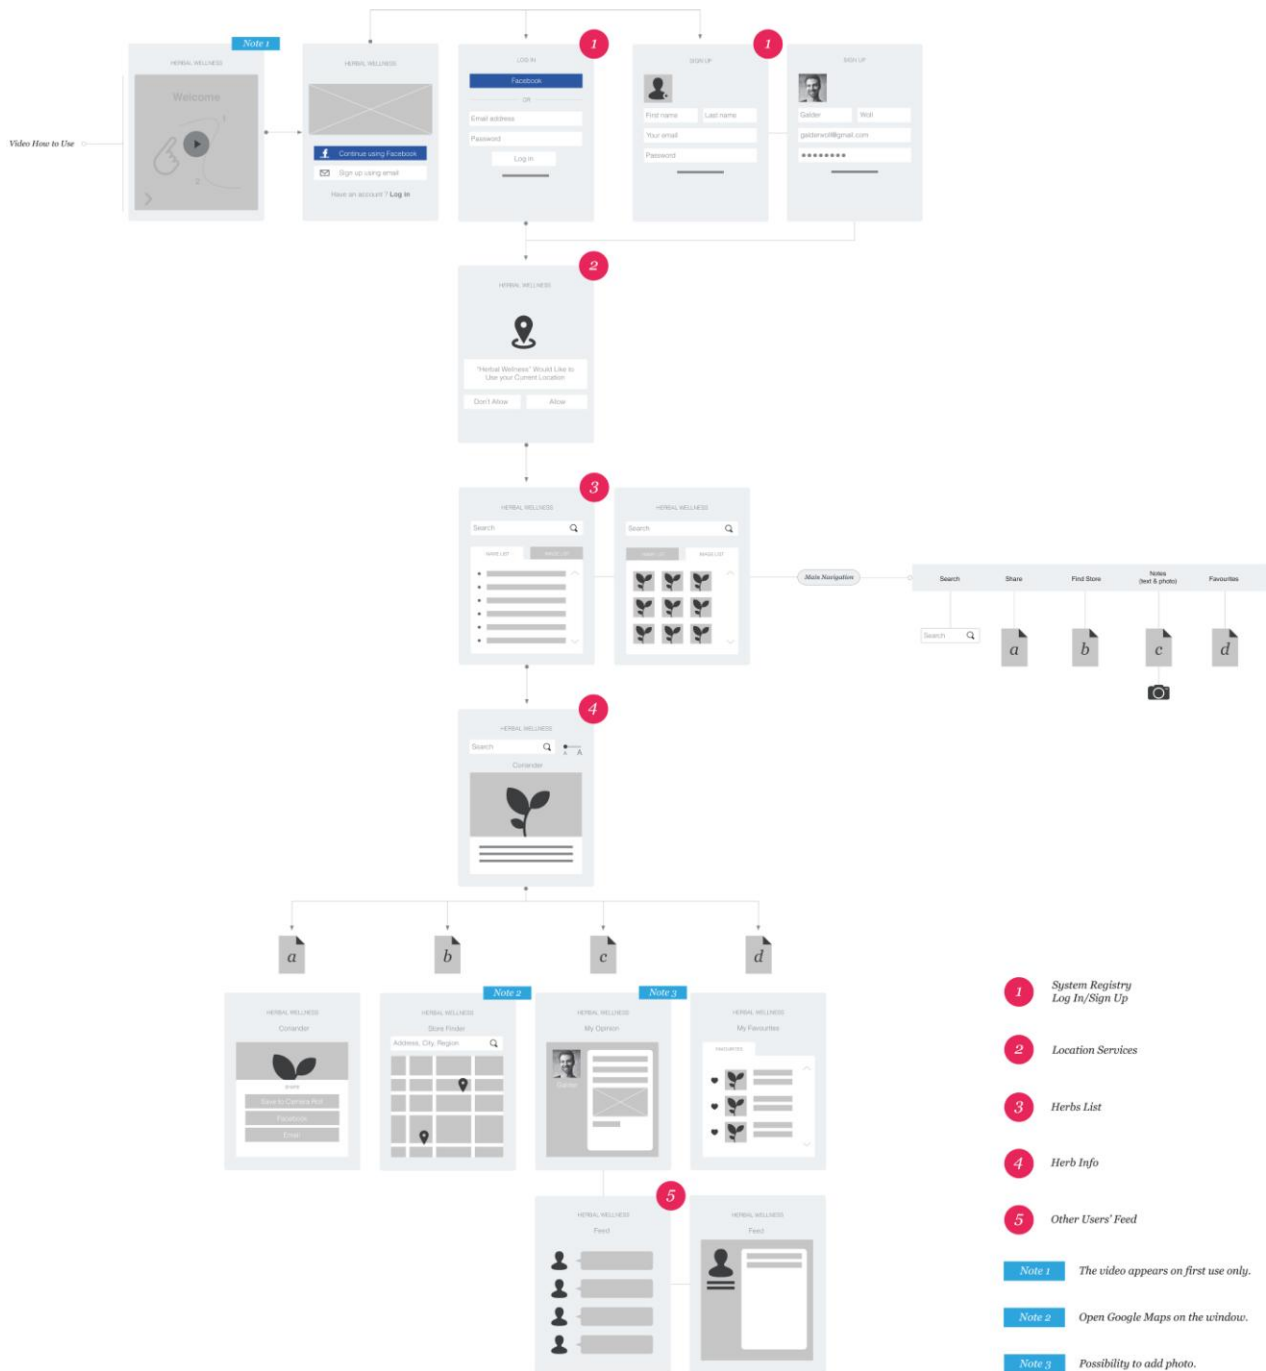 Note 1
HERBAL WELLNESS
Welcome
1
2
Video How to Use
HERBAL WELLNESS
Continue using Facebook
Sign up using email
Have an account ? Log in
1
LOG IN
Facebook
OR
Email address
Password
Log in
1
SIGN UP
First name
Last name
Your email
Password
SIGN UP
Galder
Woll
galderwoll@gmail.com
2
HERBAL WELLNESS
"Herbal Wellness" Would Like to
Use your Current Location
Don't Allow
Allow
3
HERBAL WELLNESS
Search
NAME LIST
IMAGE LIST
HERBAL WELLNESS
Search
NAME LIST
IMAGE LIST
Main Navigation
Search
Share
Find Store
Notes
(text & photo)
Favourites
Search
a
b
c
d
4
HERBAL WELLNESS
Search
A
A
Coriander
a
b
c
d
HERBAL WELLNESS
Coriander
SHARE
Save to Camera Roll
Facebook
Email
Note 2
HERBAL WELLNESS
Store Finder
Address, City, Region
Note 3
HERBAL WELLNESS
My Opinion
Galder
HERBAL WELLNESS
My Favourites
FAVOURITES
5
HERBAL WELLNESS
Feed
HERBAL WELLNESS
Feed
1
System Registry
Log In/Sign Up
2
Location Services
3
Herbs List
4
Herb Info
5
Other Users' Feed
Note 1
The video appears on first use only.
Note 2
Open Google Maps on the window.
Note 3
Possibility to add photo.